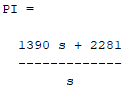 PI =
1390 s + 2281
-------------
s